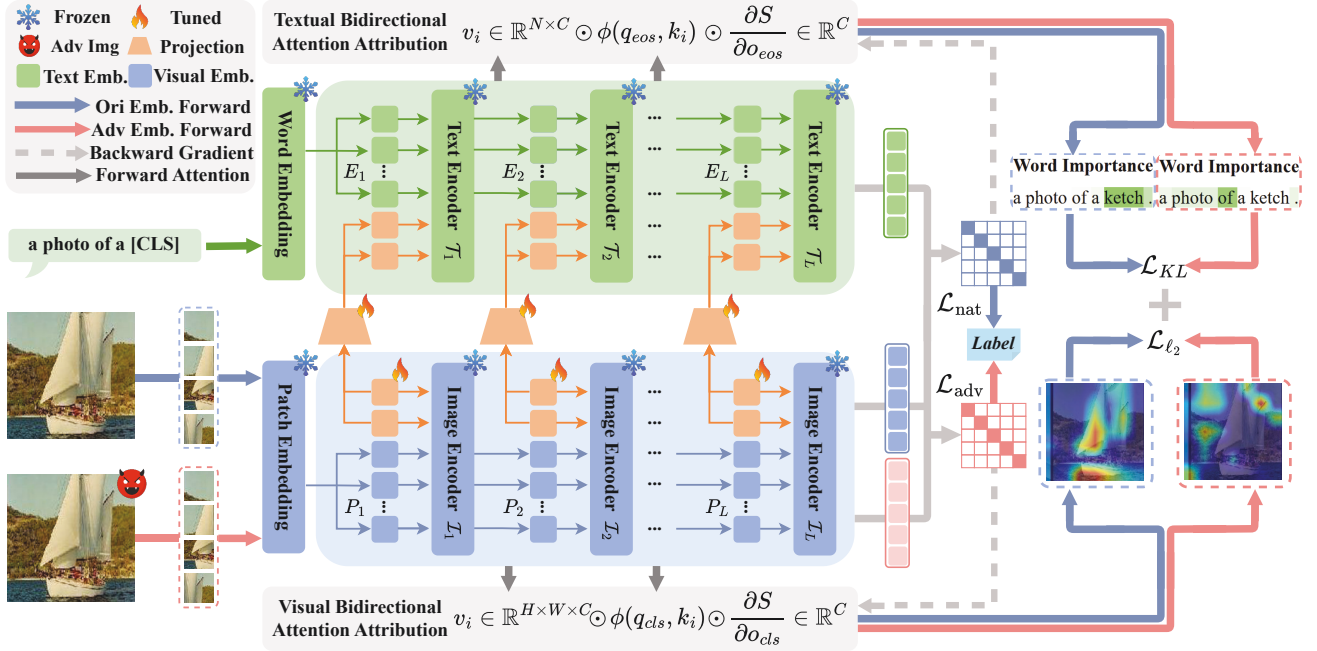 Frozen
Tuned
Adv Img
Projection
Text Emb.
Visual Emb.
Ori Emb. Forward
Adv Emb. Forward
Backward Gradient
Forward Attention
Textual Bidirectional
Attention Attribution
v_i ∈ ℝ^{N×C} ⊙ ϕ(q_{eos}, k_i) ⊙ ∂S/∂o_{eos} ∈ ℝ^C
Word Embedding
E_1
...
Text Encoder 𝒯_1
E_2
...
Text Encoder 𝒯_2
...
...
...
...
...
E_L
...
Text Encoder 𝒯_L
a photo of a [CLS]
Patch Embedding
P_1
...
Image Encoder ℐ_1
P_2
...
Image Encoder ℐ_2
...
...
...
...
...
P_L
...
Image Encoder ℐ_L
ℒ_nat
Label
ℒ_adv
Word Importance
a photo of a ketch .
Word Importance
a photo of a ketch .
ℒ_{KL}
+
ℒ_{ℓ_2}
Visual Bidirectional
Attention Attribution
v_i ∈ ℝ^{H×W×C} ⊙ ϕ(q_{cls}, k_i) ⊙ ∂S/∂o_{cls} ∈ ℝ^C